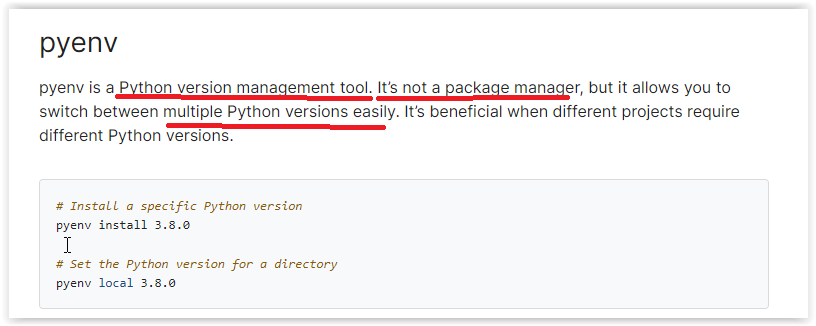 pyenv
pyenv is a Python version management tool. It’s not a package manager, but it allows you to
switch between multiple Python versions easily. It’s beneficial when different projects require
different Python versions.
# Install a specific Python version
pyenv install 3.8.0
# Set the Python version for a directory
pyenv local 3.8.0